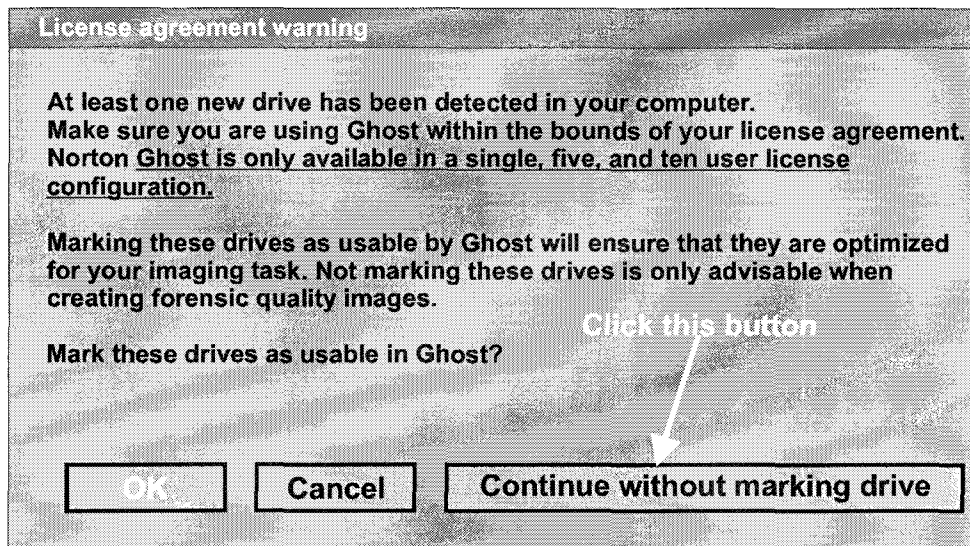 License agreement warning
At least one new drive has been detected in your computer.
Make sure you are using Ghost within the bounds of your license agreement.
Norton Ghost is only available in a single, five, and ten user license
configuration.
Marking these drives as usable by Ghost will ensure that they are optimized
for your imaging task. Not marking these drives is only advisable when
creating forensic quality images.
Click this button
Mark these drives as usable in Ghost?
OK Cancel Continue without marking drive